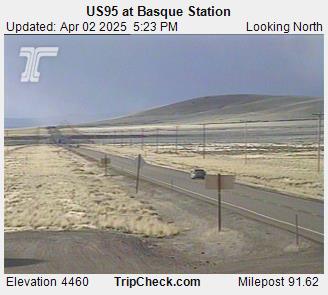 US95 at Basque Station
Updated: Apr 02 2025 5:23 PM Looking North
Elevation 4460 TripCheck.com Milepost 91.62